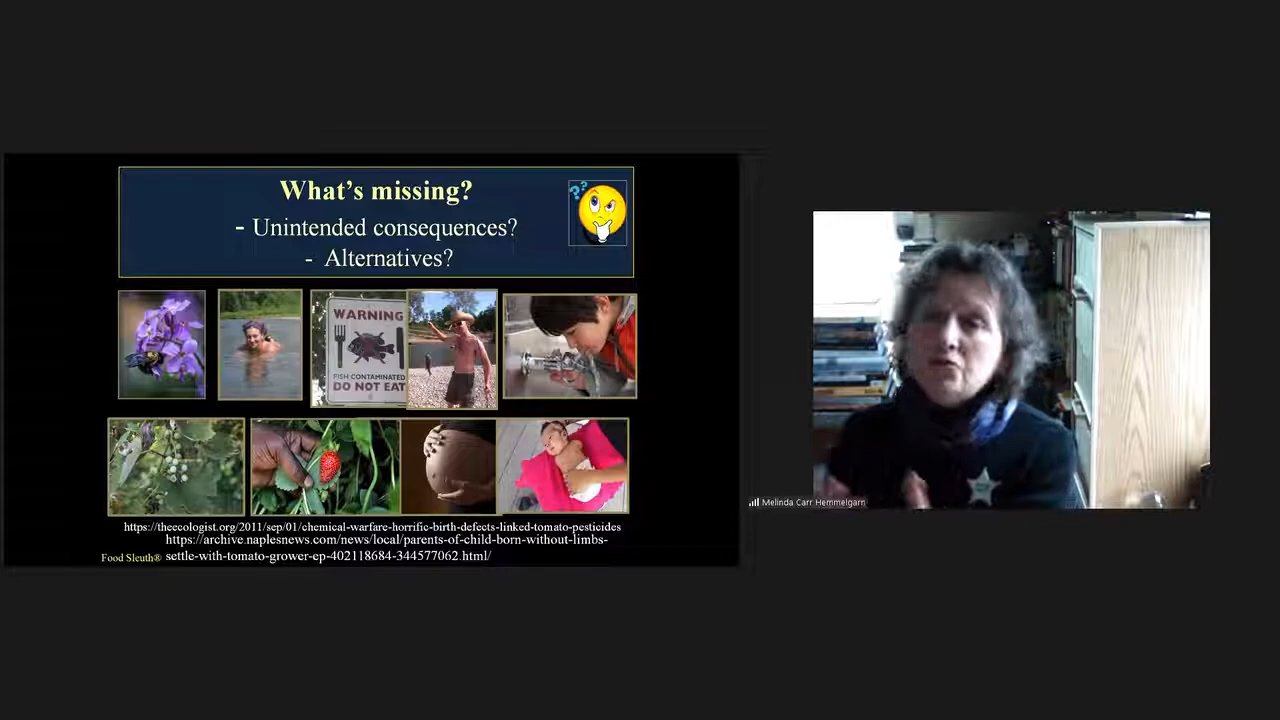 What's missing?
- Unintended consequences?
- Alternatives?
??
WARNING
FISH CONTAMINATED
DO NOT EAT
https://theecologist.org/2011/sep/01/chemical-warfare-horrific-birth-defects-linked-tomato-pesticides
https://archive.naplesnews.com/news/local/parents-of-child-born-without-limbs-
Food Sleuth® settle-with-tomato-grower-ep-402118684-344577062.html/
Melinda Carr Hemmelgarn